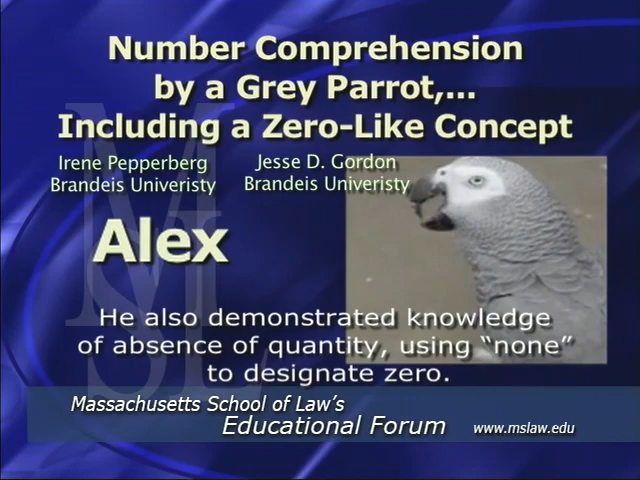 Number Comprehension
by a Grey Parrot,...
Including a Zero-Like Concept
Irene Pepperberg
Brandeis Univeristy
Jesse D. Gordon
Brandeis Univeristy
Alex
He also demonstrated knowledge
of absence of quantity, using “none”
to designate zero.
Massachusetts School of Law's
Educational Forum
www.mslaw.edu
MSL